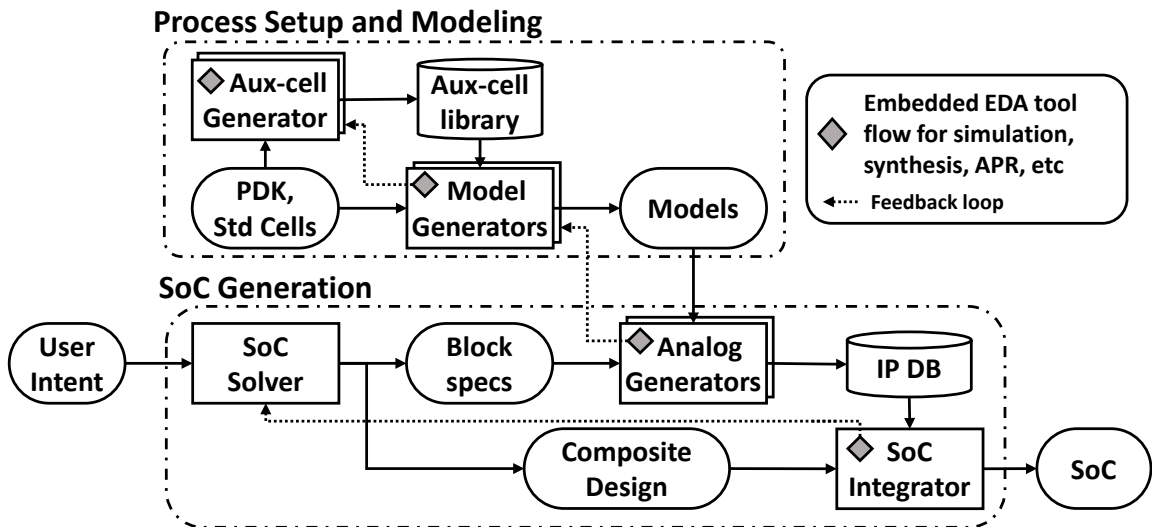 Process Setup and Modeling
Aux-cell
Generator
Aux-cell
library
PDK,
Std Cells
Model
Generators
Models
Embedded EDA tool
flow for simulation,
synthesis, APR, etc
Feedback loop
SoC Generation
User
Intent
SoC
Solver
Block
specs
Analog
Generators
IP DB
Composite
Design
SoC
Integrator
SoC